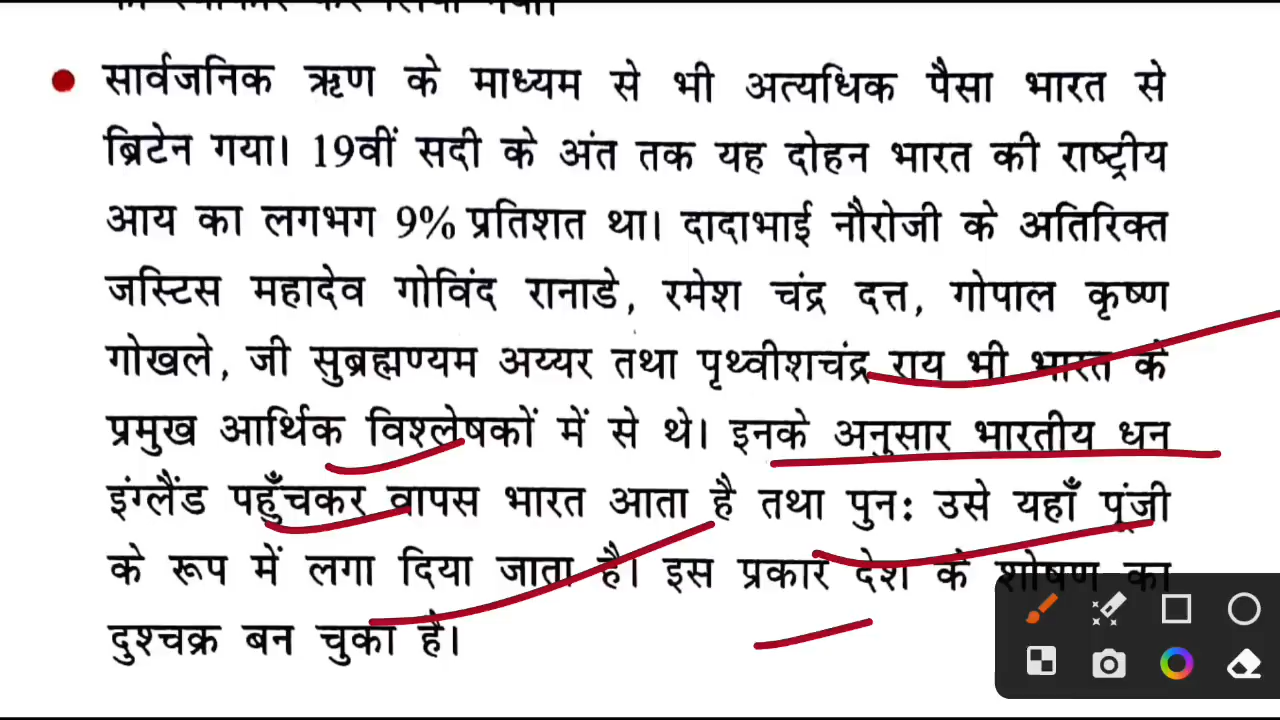 सार्वजनिक ऋण के माध्यम से भी अत्यधिक पैसा भारत से
ब्रिटेन गया। 19वीं सदी के अंत तक यह दोहन भारत की राष्ट्रीय
आय का लगभग 9% प्रतिशत था। दादाभाई नौरोजी के अतिरिक्त
जस्टिस महादेव गोविंद रानाडे, रमेश चंद्र दत्त, गोपाल कृष्ण
गोखले, जी सुब्रह्मण्यम अय्यर तथा पृथ्वीशचंद्र राय भी भारत के
प्रमुख आर्थिक विश्लेषकों में से थे। इनके अनुसार भारतीय धन
इंग्लैंड पहुँचकर वापस भारत आता है तथा पुन: उसे यहाँ पूंजी
के रूप में लगा दिया जाता है। इस प्रकार देश के शोषण का
दुश्चक्र बन चुका है।